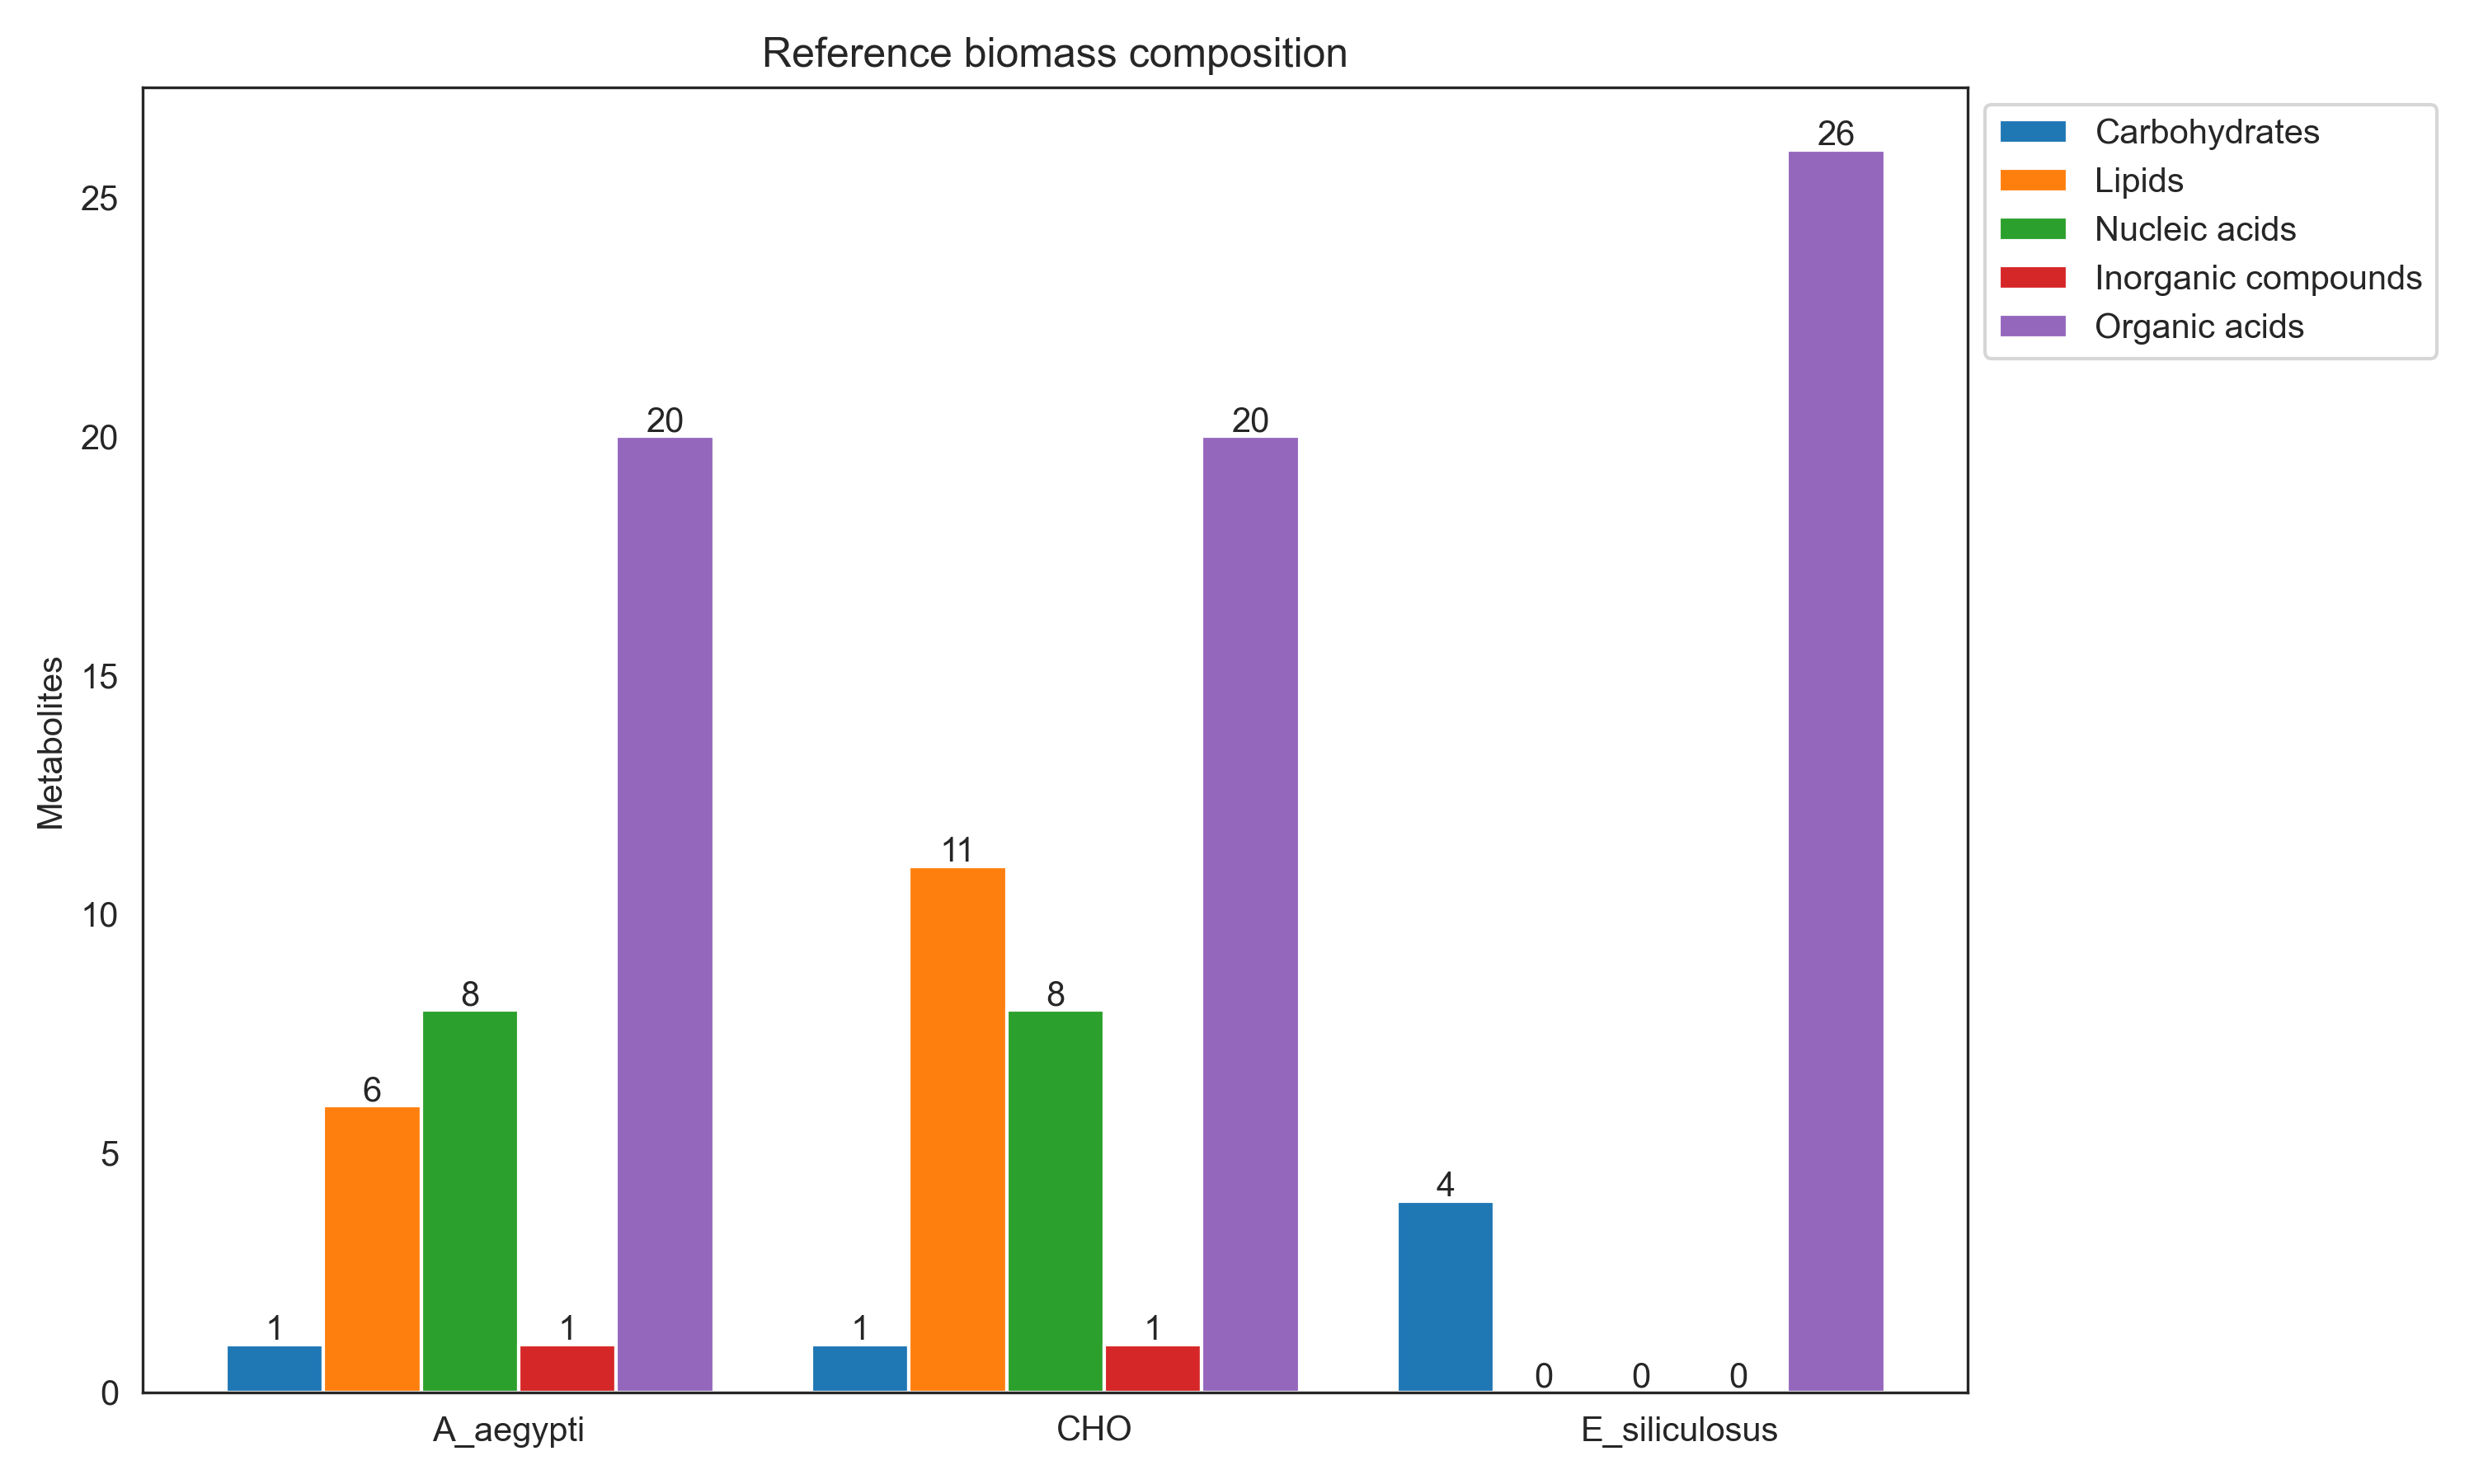 Reference biomass composition
Carbohydrates
Lipids
Nucleic acids
Inorganic compounds
Organic acids
Metabolites
25
20
15
10
5
0
1
6
8
1
20
1
11
8
1
20
4
0
0
0
26
A_aegypti
CHO
E_siliculosus